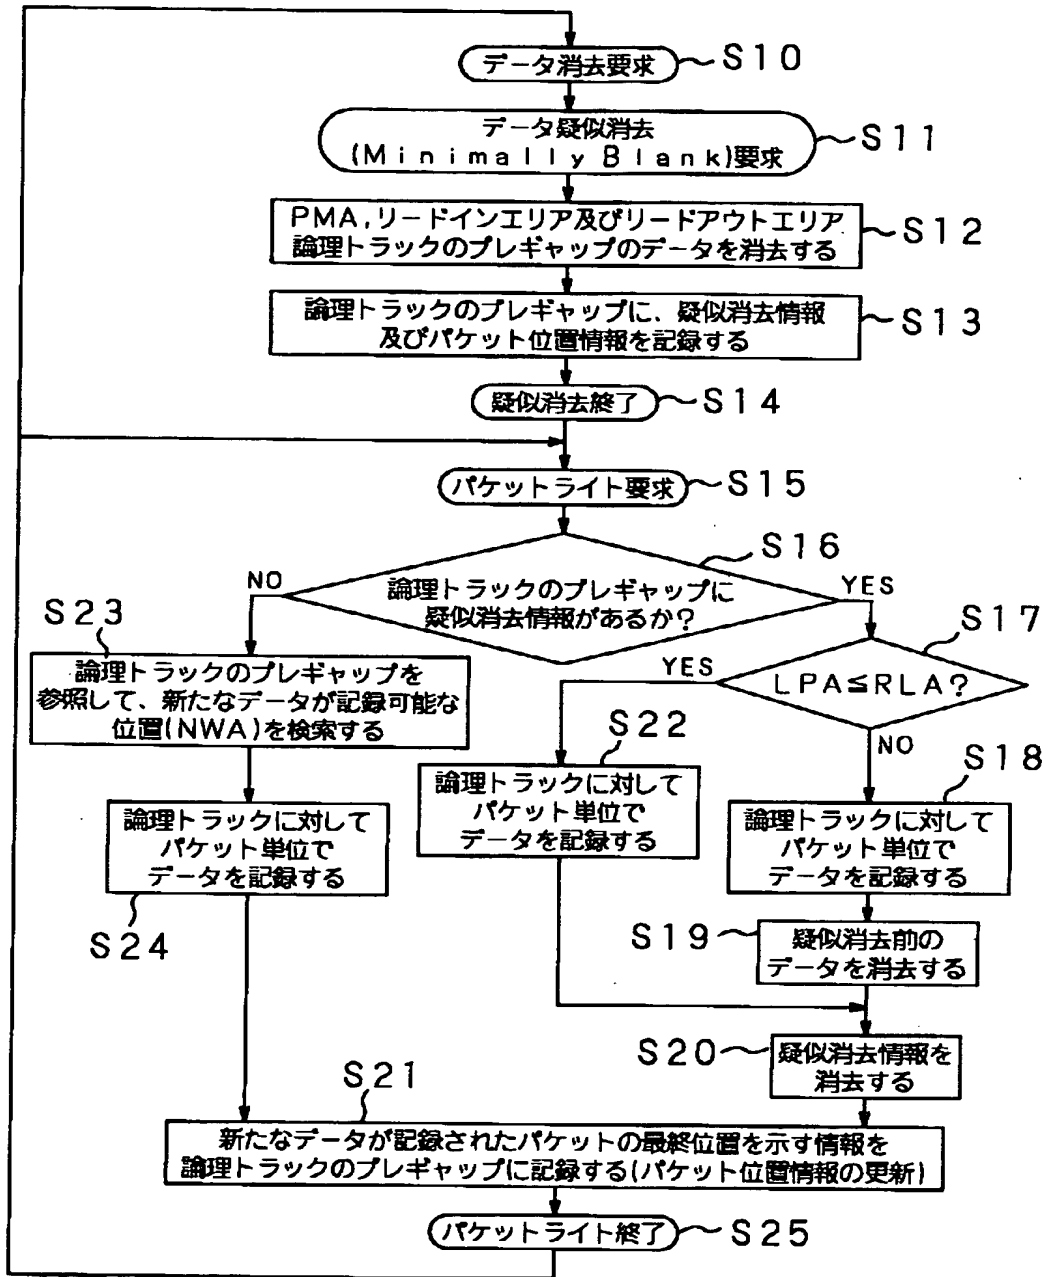 データ消去要求
S10
データ疑似消去
(Minimally Blank)要求
S11
PMA,リードインエリア及びリードアウトエリア
論理トラックのプレギャップのデータを消去する
S12
論理トラックのプレギャップに、疑似消去情報
及びパケット位置情報を記録する
S13
疑似消去終了
S14
パケットライト要求
S15
S16
論理トラックのプレギャップに
疑似消去情報があるか?
NO
YES
S17
LPA≦RLA?
YES
NO
S23
論理トラックのプレギャップを
参照して、新たなデータが記録可能な
位置(NWA)を検索する
S22
論理トラックに対して
パケット単位で
データを記録する
S18
論理トラックに対して
パケット単位で
データを記録する
論理トラックに対して
パケット単位で
データを記録する
S24
S19
疑似消去前の
データを消去する
S20
疑似消去情報を
消去する
S21
新たなデータが記録されたパケットの最終位置を示す情報を
論理トラックのプレギャップに記録する(パケット位置情報の更新)
パケットライト終了
S25